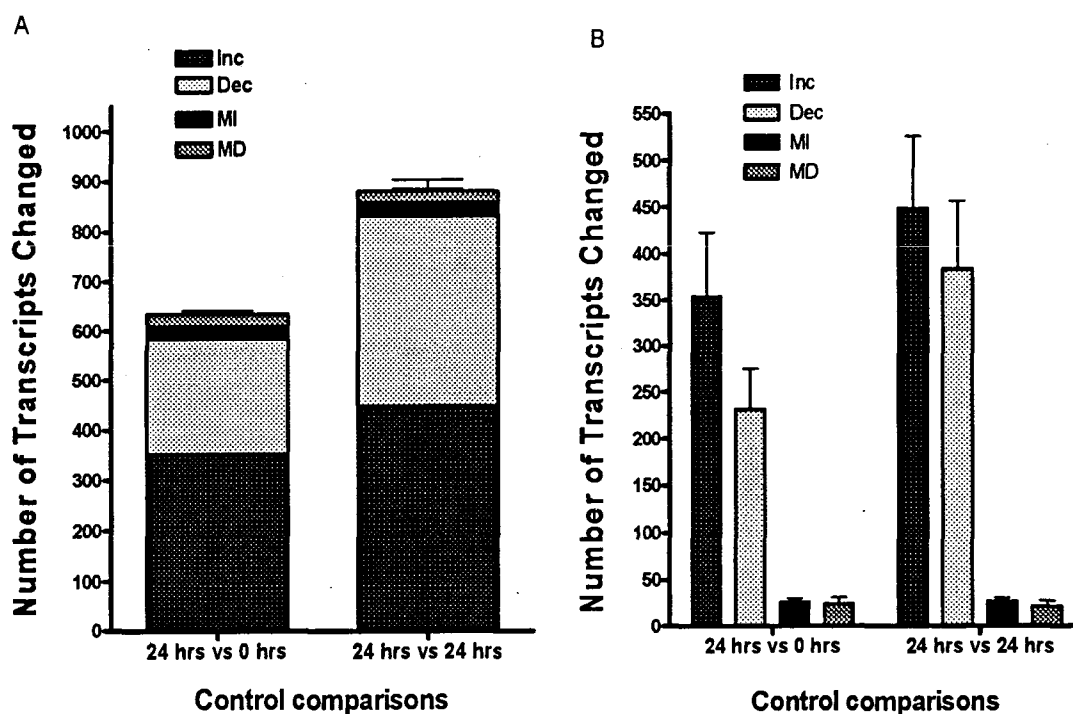 A
Inc
Dec
MI
MD
Number of Transcripts Changed
1000
900
800
700
600
500
400
300
200
100
0
24 hrs vs 0 hrs
24 hrs vs 24 hrs
Control comparisons
B
Inc
Dec
MI
MD
Number of Transcripts Changed
550
500
450
400
350
300
250
200
150
100
50
0
24 hrs vs 0 hrs
24 hrs vs 24 hrs
Control comparisons